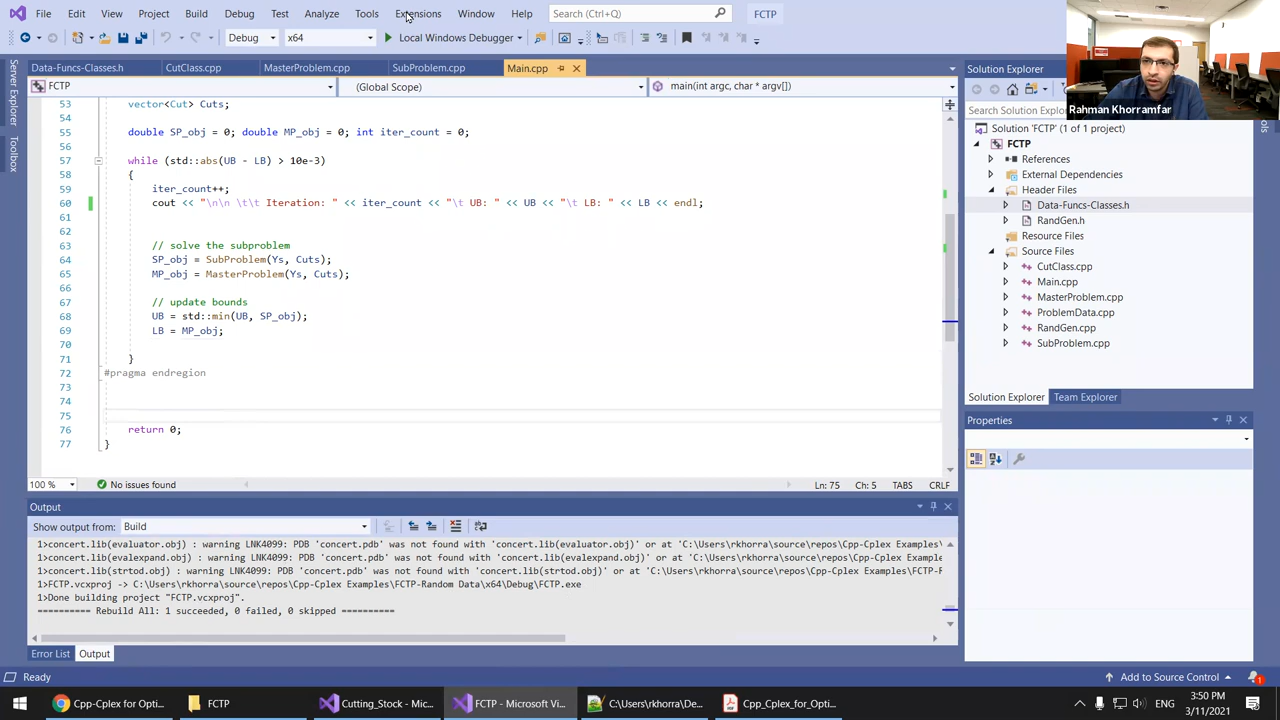 File Edit View Project Build Debug Test Analyze Tools Extensions Window Help Search (Ctrl+Q) FCTP
Debug x64 Local Windows Debugger
Data-Funcs-Classes.h CutClass.cpp MasterProblem.cpp SubProblem.cpp Main.cpp
FCTP (Global Scope) main(int argc, char * argv[])
Server Explorer
Toolbox
53 vector<Cut> Cuts;
54
55 double SP_obj = 0; double MP_obj = 0; int iter_count = 0;
56
57 while (std::abs(UB - LB) > 10e-3)
58 {
59 iter_count++;
60 cout << "\n\n \t\t Iteration: " << iter_count << "\t UB: " << UB << "\t LB: " << LB << endl;
61
62
63 // solve the subproblem
64 SP_obj = SubProblem(Ys, Cuts);
65 MP_obj = MasterProblem(Ys, Cuts);
66
67 // update bounds
68 UB = std::min(UB, SP_obj);
69 LB = MP_obj;
70
71 }
72 #pragma endregion
73
74
75
76 return 0;
77 }
100 % No issues found Ln: 75 Ch: 5 TABS CRLF
Output
Show output from: Build
1>concert.lib(evaluator.obj) : warning LNK4099: PDB 'concert.pdb' was not found with 'concert.lib(evaluator.obj)' or at 'C:\Users\rkhorra\source\repos\Cpp-Cplex Examples\FCTP-R
1>concert.lib(evalexpand.obj) : warning LNK4099: PDB 'concert.pdb' was not found with 'concert.lib(evalexpand.obj)' or at 'C:\Users\rkhorra\source\repos\Cpp-Cplex Examples\FCTP-
1>concert.lib(strtod.obj) : warning LNK4099: PDB 'concert.pdb' was not found with 'concert.lib(strtod.obj)' or at 'C:\Users\rkhorra\source\repos\Cpp-Cplex Examples\FCTP-Random D
1>FCTP.vcxproj -> C:\Users\rkhorra\source\repos\Cpp-Cplex Examples\FCTP-Random Data\x64\Debug\FCTP.exe
1>Done building project "FCTP.vcxproj".
========== Rebuild All: 1 succeeded, 0 failed, 0 skipped ==========
Error List Output
Rahman Khorramfar
Solution Explorer
Search Solution Explo
Solution 'FCTP' (1 of 1 project)
FCTP
References
External Dependencies
Header Files
Data-Funcs-Classes.h
RandGen.h
Resource Files
Source Files
CutClass.cpp
Main.cpp
MasterProblem.cpp
ProblemData.cpp
RandGen.cpp
SubProblem.cpp
Solution Explorer Team Explorer
Properties
Ready Add to Source Control 1
Cpp-Cplex for Opti... FCTP Cutting_Stock - Mic... FCTP - Microsoft Vi... C:\Users\rkhorra\De... Cpp_Cplex_for_Opti... ENG 3:50 PM
3/11/2021